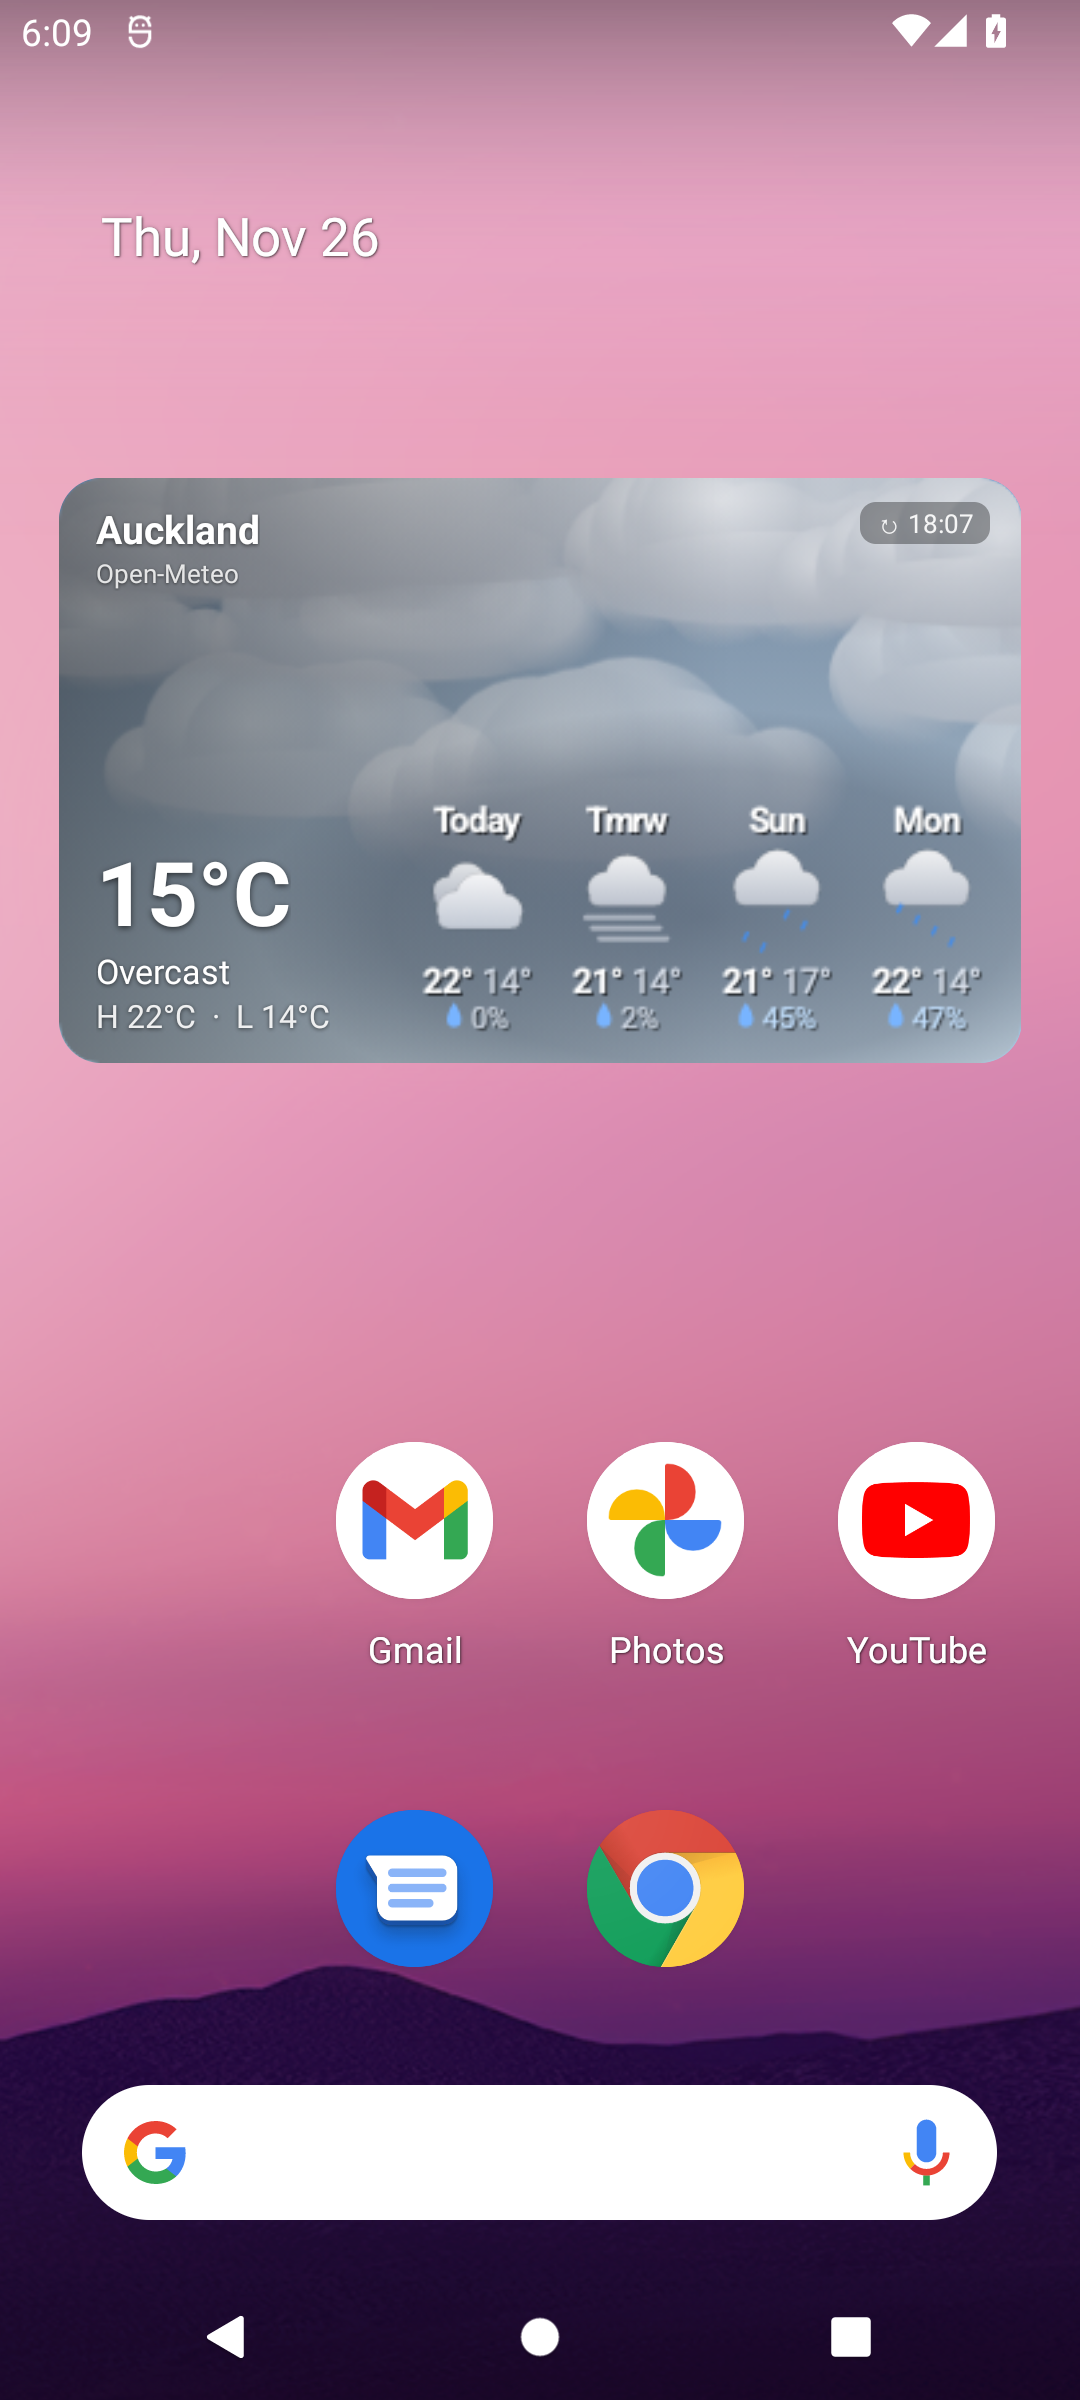 6:09
Thu, Nov 26
Auckland
Open-Meteo
↻ 18:07
15°C
Overcast
H 22°C · L 14°C
Today Tmrw Sun Mon
22° 14° 21° 14° 21° 17° 22° 14°
0% 2% 45% 47%
Gmail Photos YouTube